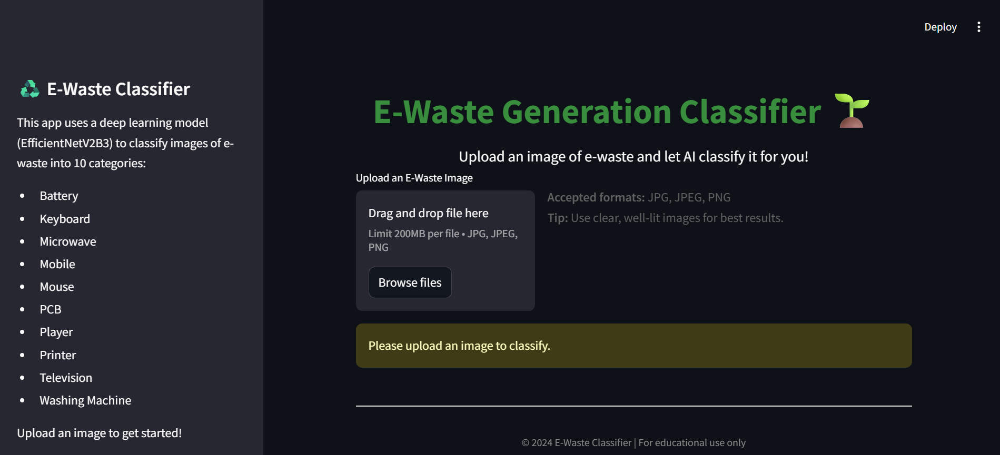 Deploy
E-Waste Classifier
This app uses a deep learning model
(EfficientNetV2B3) to classify images of e-
waste into 10 categories:
• Battery
• Keyboard
• Microwave
• Mobile
• Mouse
• PCB
• Player
• Printer
• Television
• Washing Machine
Upload an image to get started!
E-Waste Generation Classifier
Upload an image of e-waste and let AI classify it for you!
Upload an E-Waste Image
Drag and drop file here
Limit 200MB per file • JPG, JPEG,
PNG
Browse files
Accepted formats: JPG, JPEG, PNG
Tip: Use clear, well-lit images for best results.
Please upload an image to classify.
© 2024 E-Waste Classifier | For educational use only